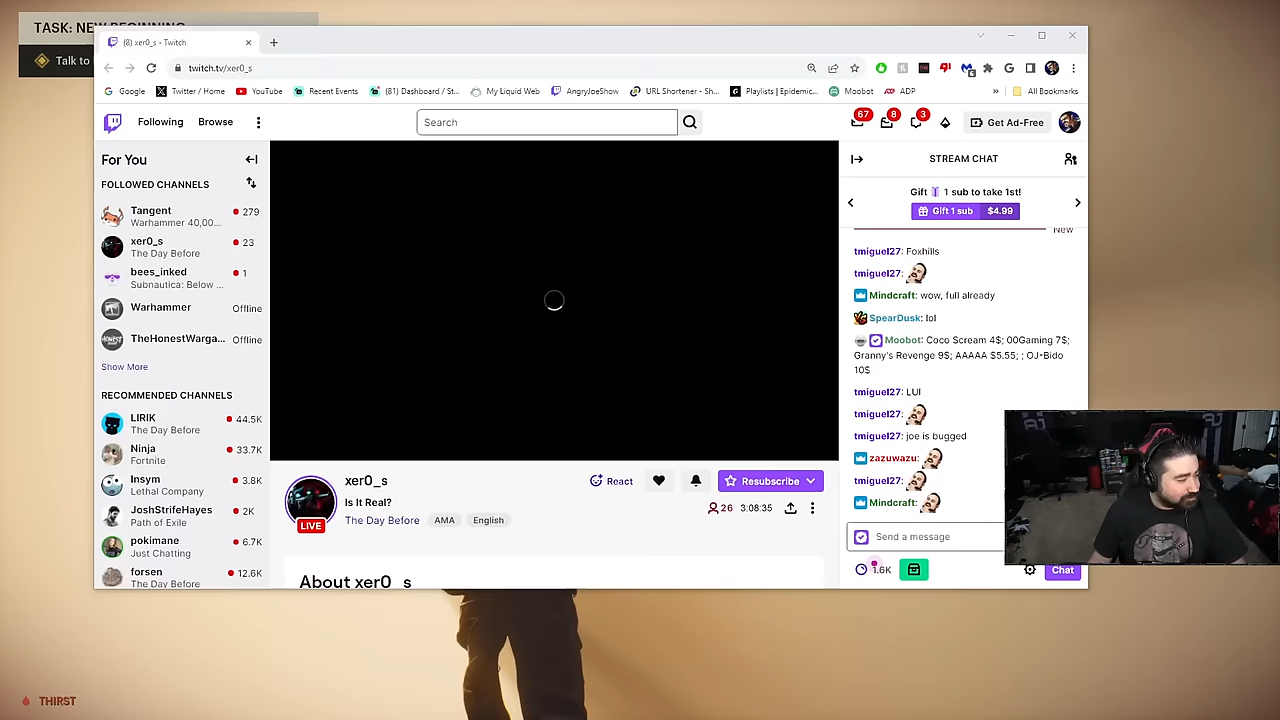 TASK: NEW BEGINNING
Talk to
(8) xer0_s - Twitch
twitch.tv/xer0_s
Google
Twitter / Home
YouTube
Recent Events
(81) Dashboard / St...
My Liquid Web
AngryJoeShow
URL Shortener - Sh...
Playlists | Epidemic...
Moobot
ADP
»
All Bookmarks
Following
Browse
Search
67
8
3
Get Ad-Free
For You
FOLLOWED CHANNELS
Tangent
279
Warhammer 40,00...
xer0_s
23
The Day Before
bees_inked
1
Subnautica: Below ...
Warhammer
Offline
TheHonestWarga...
Offline
Show More
RECOMMENDED CHANNELS
LIRIK
44.5K
The Day Before
Ninja
33.7K
Fortnite
Insym
3.8K
Lethal Company
JoshStrifeHayes
2K
Path of Exile
pokimane
6.7K
Just Chatting
forsen
12.6K
The Day Before
xer0_s
Is It Real?
The Day Before
AMA
English
LIVE
React
Resubscribe
26
3:08:35
About xer0_s
STREAM CHAT
Gift 1 sub to take 1st!
Gift 1 sub $4.99
New
tmiguel27: Foxhills
tmiguel27:
Mindcraft: wow, full already
SpearDusk: lol
Moobot: Coco Scream 4$; 00Gaming 7$;
Granny's Revenge 9$; AAAAA $5.55; ; OJ-Bido
10$
tmiguel27: LUl
tmiguel27:
tmiguel27: joe is bugged
zazuwazu:
tmiguel27:
Mindcraft:
Send a message
1.6K
Chat
THIRST